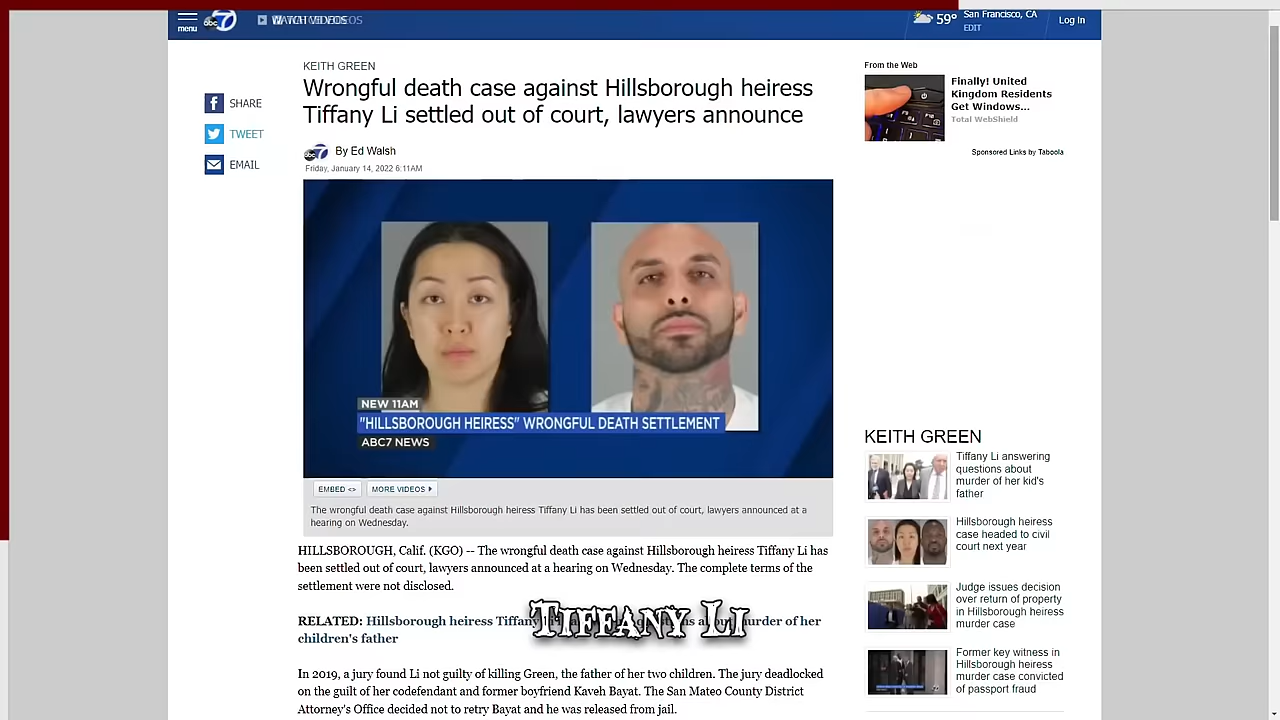 menu
abc 7
WATCH VIDEOS
59°
San Francisco, CA
EDIT
Log In
KEITH GREEN
Wrongful death case against Hillsborough heiress
Tiffany Li settled out of court, lawyers announce
SHARE
TWEET
EMAIL
abc 7
By Ed Walsh
Friday, January 14, 2022 6:11AM
NEW 11AM
"HILLSBOROUGH HEIRESS" WRONGFUL DEATH SETTLEMENT
ABC7 NEWS
EMBED <>
MORE VIDEOS
The wrongful death case against Hillsborough heiress Tiffany Li has been settled out of court, lawyers announced at a
hearing on Wednesday.
HILLSBOROUGH, Calif. (KGO) -- The wrongful death case against Hillsborough heiress Tiffany Li has
been settled out of court, lawyers announced at a hearing on Wednesday. The complete terms of the
settlement were not disclosed.
RELATED: Hillsborough heiress Tiffany murder of her
children's father
Tiffany Li
In 2019, a jury found Li not guilty of killing Green, the father of her two children. The jury deadlocked
on the guilt of her codefendant and former boyfriend Kaveh Bayat. The San Mateo County District
Attorney's Office decided not to retry Bayat and he was released from jail.
From the Web
Finally! United
Kingdom Residents
Get Windows...
Total WebShield
Sponsored Links by Taboola
KEITH GREEN
Tiffany Li answering
questions about
murder of her kid's
father
Hillsborough heiress
case headed to civil
court next year
Judge issues decision
over return of property
in Hillsborough heiress
murder case
Former key witness in
Hillsborough heiress
murder case convicted
of passport fraud